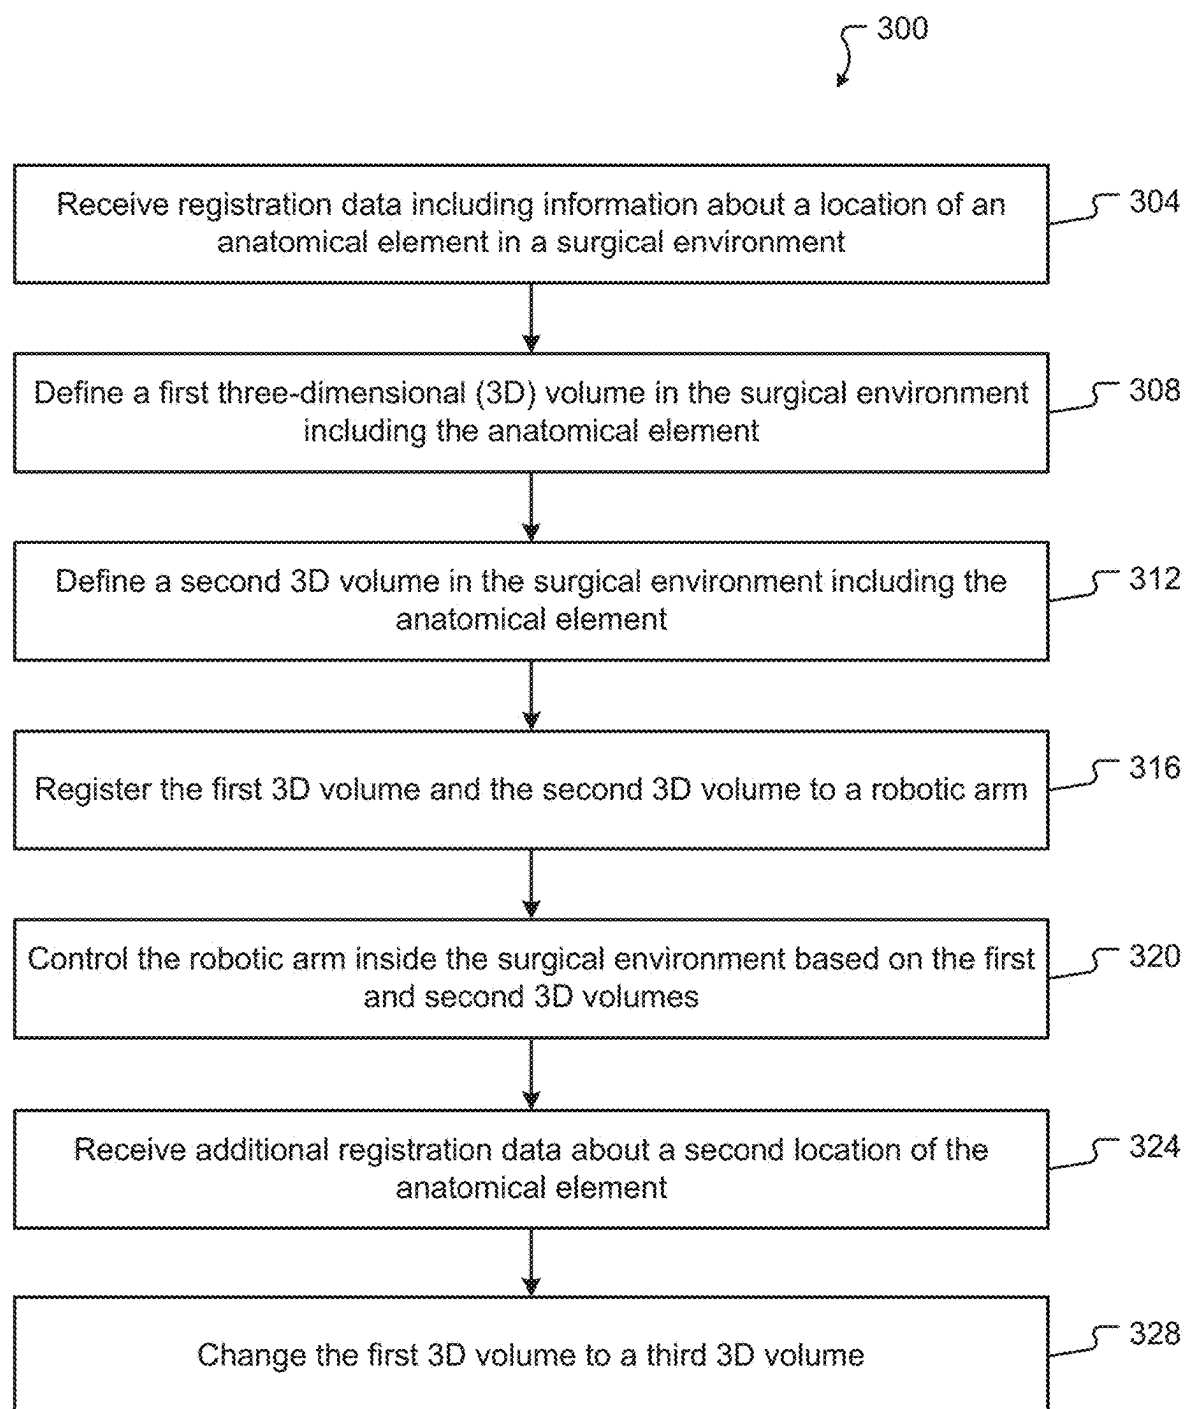 300
Receive registration data including information about a location of an
anatomical element in a surgical environment
304
Define a first three-dimensional (3D) volume in the surgical environment
including the anatomical element
308
Define a second 3D volume in the surgical environment including the
anatomical element
312
Register the first 3D volume and the second 3D volume to a robotic arm
316
Control the robotic arm inside the surgical environment based on the first
and second 3D volumes
320
Receive additional registration data about a second location of the
anatomical element
324
Change the first 3D volume to a third 3D volume
328